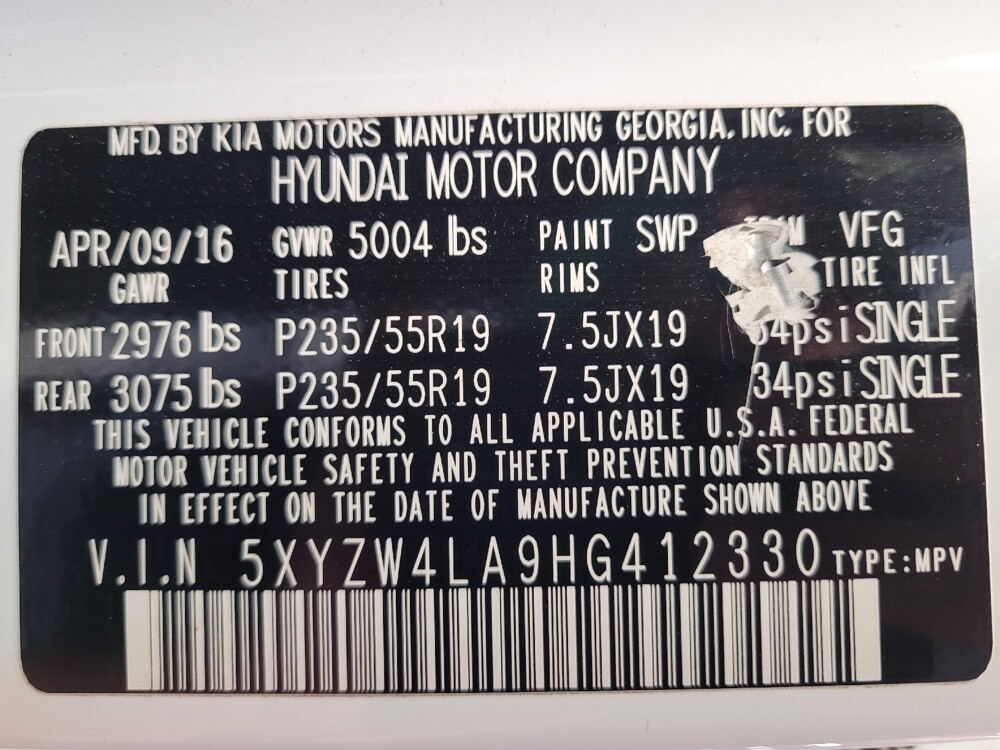 MFD. BY KIA MOTORS MANUFACTURING GEORGIA, INC. FOR
HYUNDAI MOTOR COMPANY
APR/09/16 GVWR 5004 lbs PAINT SWP VFG
GAWR TIRES RIMS TIRE INFL
FRONT 2976 lbs P235/55R19 7.5JX19 34psi SINGLE
REAR 3075 lbs P235/55R19 7.5JX19 34psi SINGLE
THIS VEHICLE CONFORMS TO ALL APPLICABLE U.S.A. FEDERAL
MOTOR VEHICLE SAFETY AND THEFT PREVENTION STANDARDS
IN EFFECT ON THE DATE OF MANUFACTURE SHOWN ABOVE
V.I.N 5XYZW4LA9HG412330 TYPE:MPV